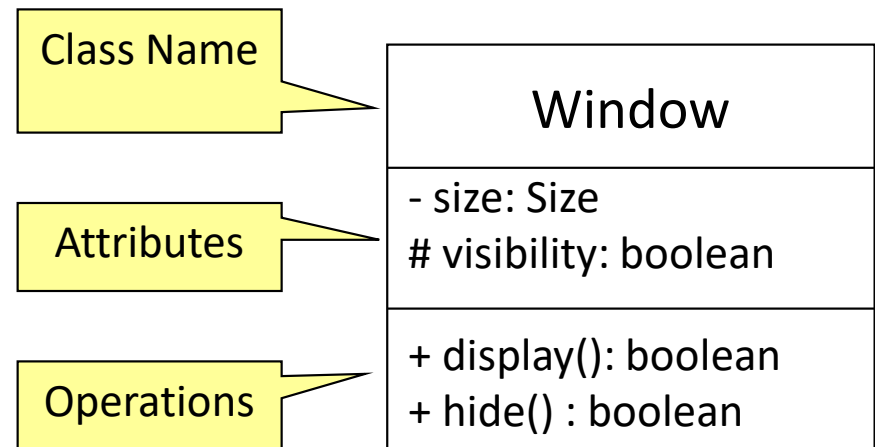 Class Name
Window
Attributes
- size: Size
# visibility: boolean
Operations
+ display(): boolean
+ hide() : boolean